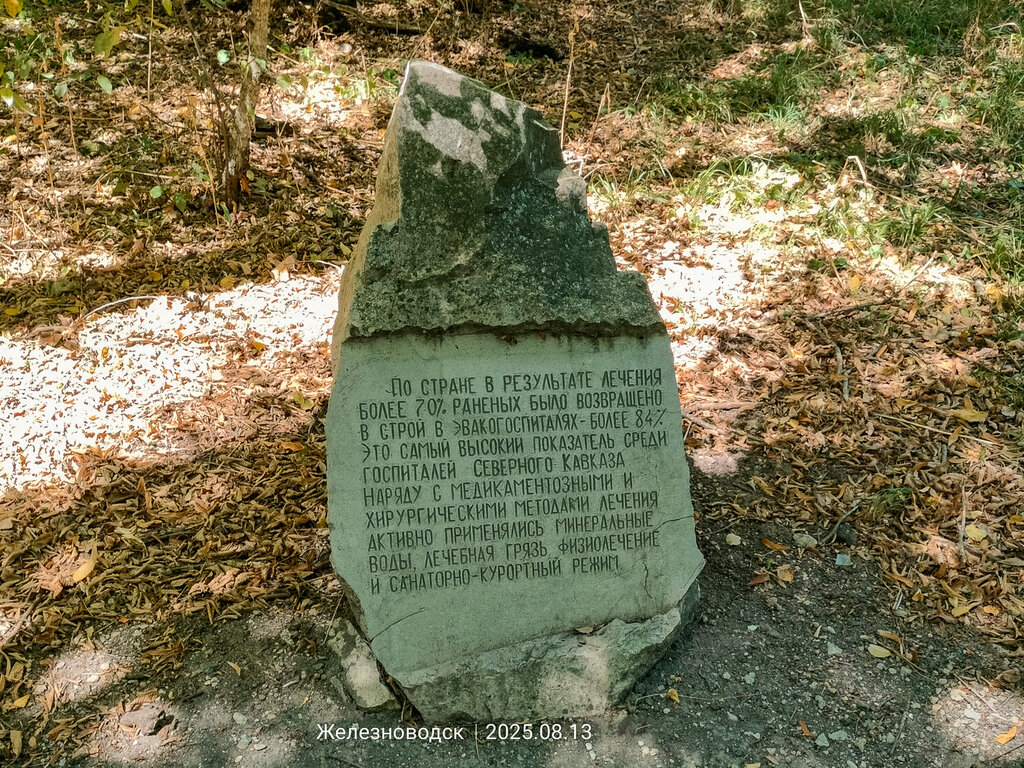 По стране в результате лечения
более 70% раненых было возвращено
в строй в эвакогоспиталях-более 84%
Это самый высокий показатель среди
госпиталей Северного Кавказа
Наряду с медикаментозными и
хирургическими методами лечения
активно применялись минеральные
воды, лечебная грязь, физиолечение
и санаторно-курортный режим.
Железноводск | 2025.08.13